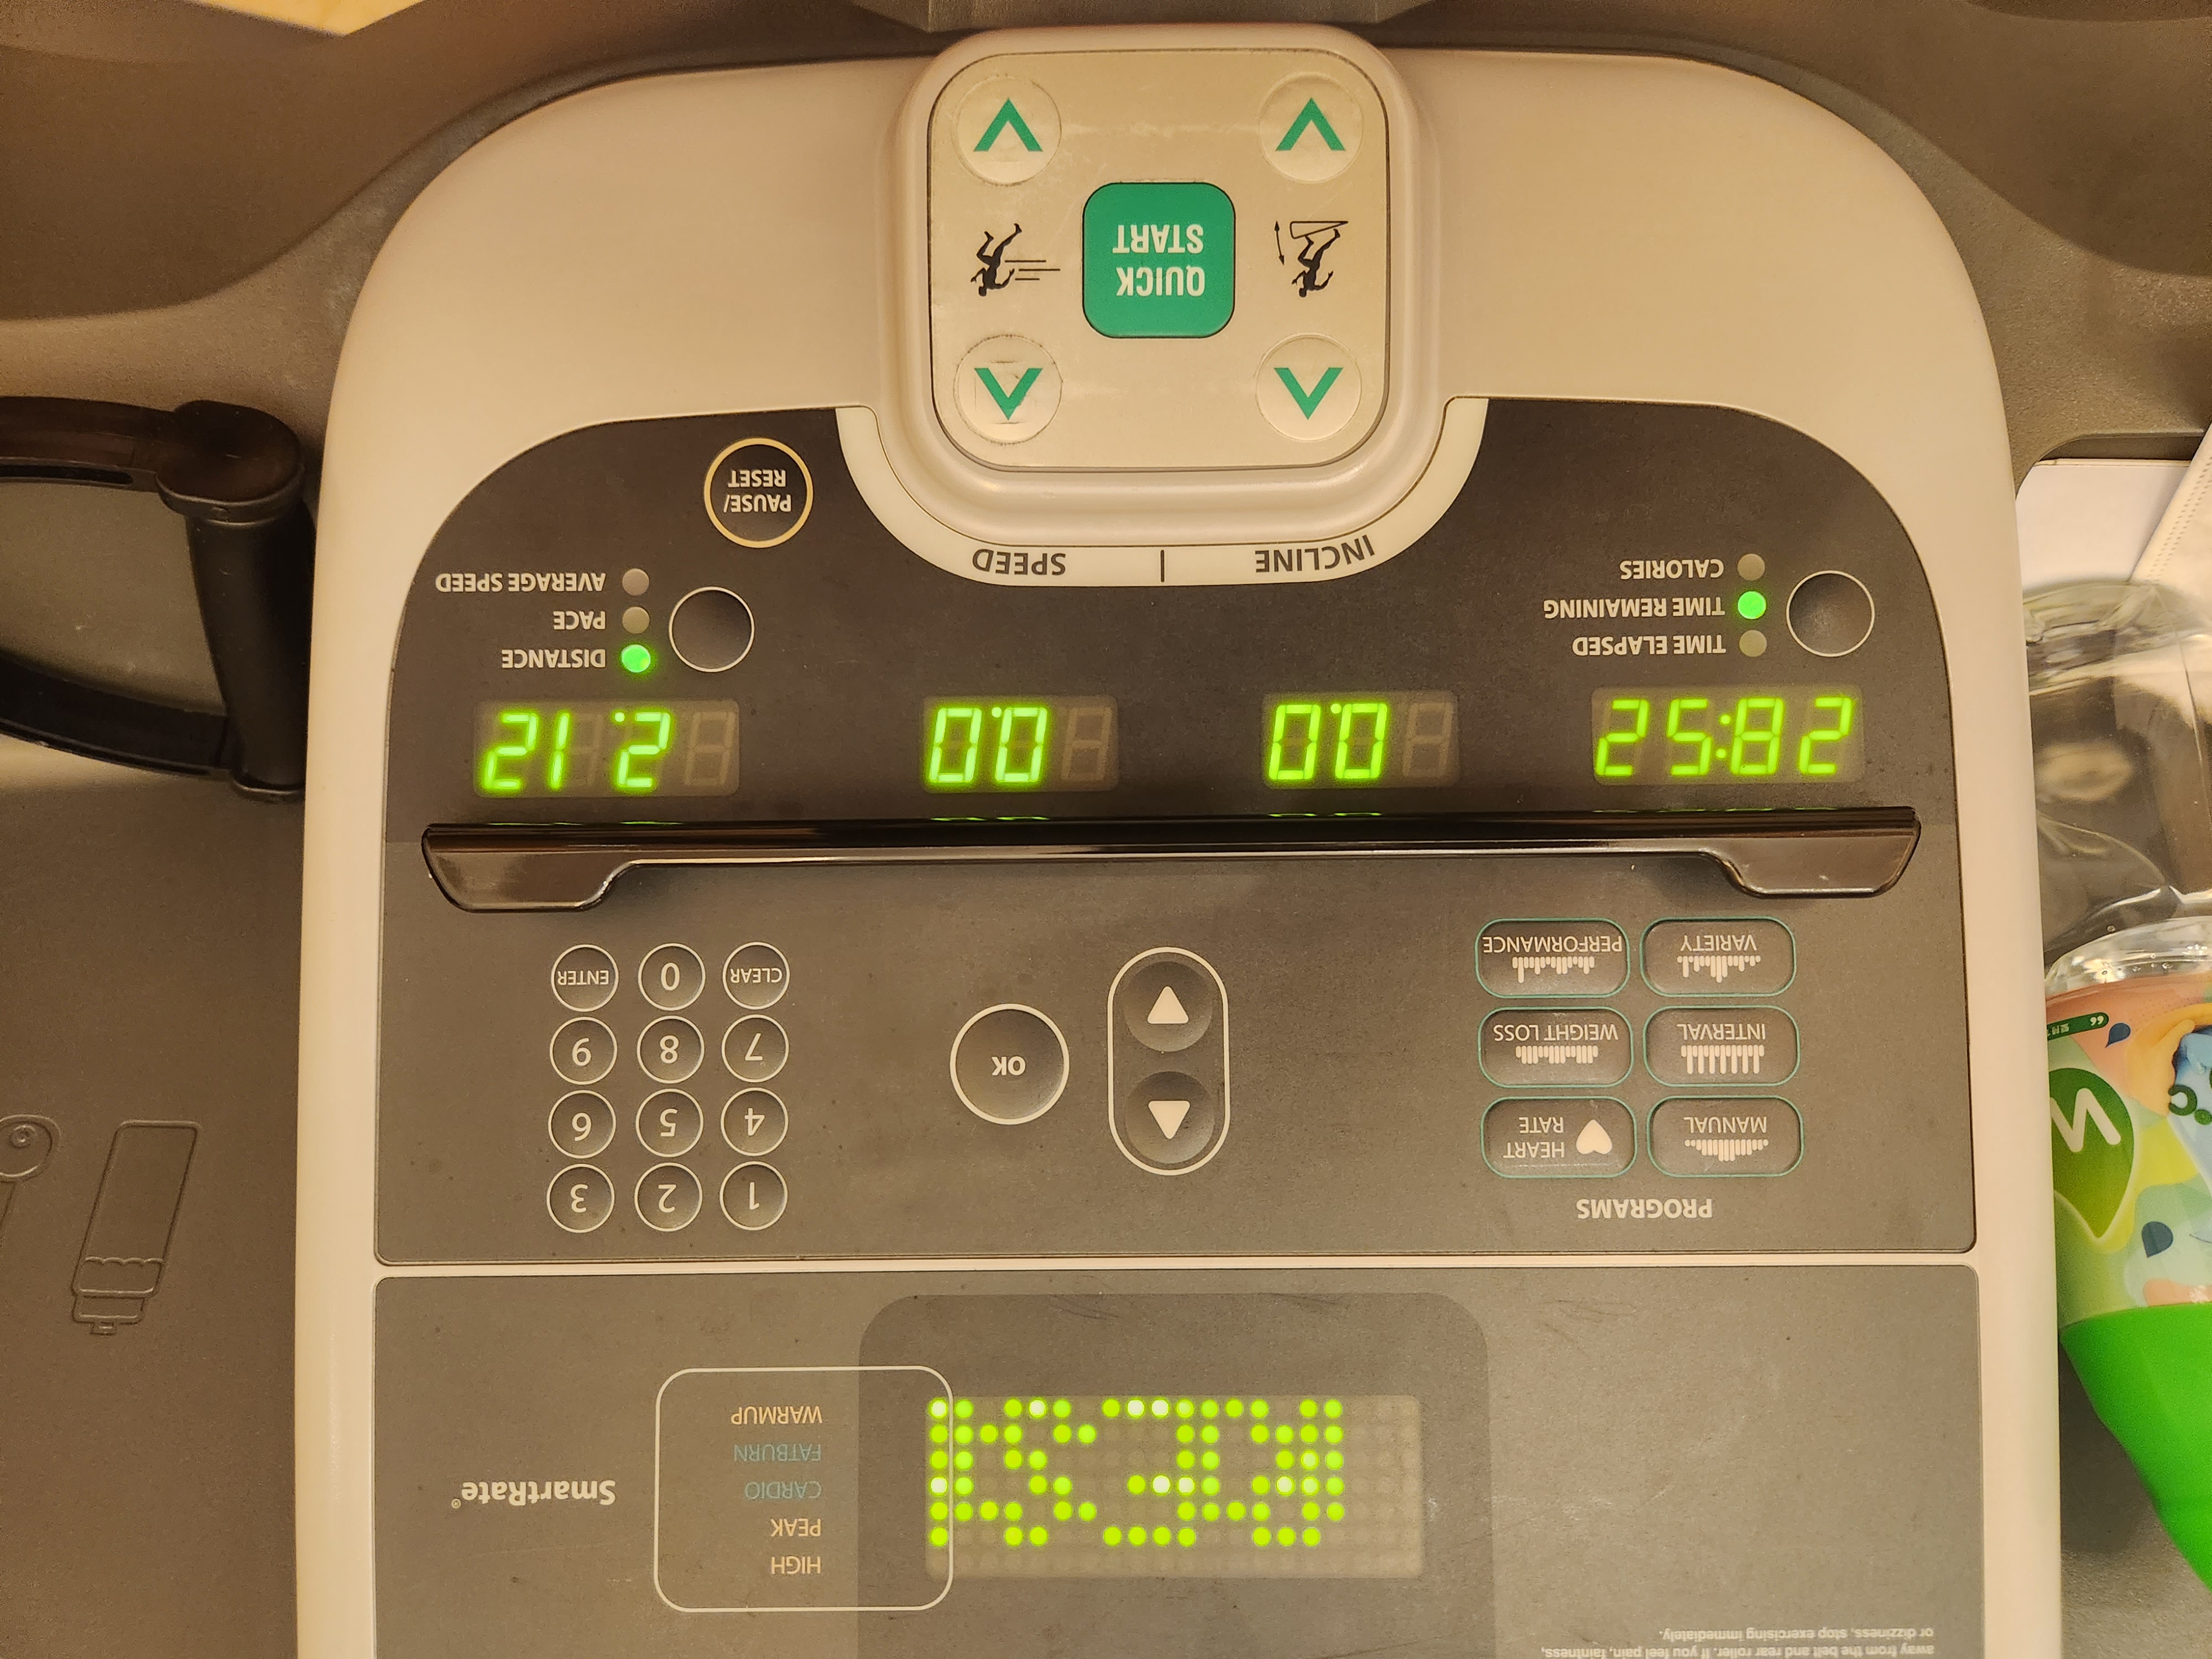 away from the belt and rear roller. If you feel pain, faintness,
or dizziness, stop exercising immediately.
HIGH
PEAK
CARDIO
FATBURN
WARMUP
SmartRate®
PROGRAMS
MANUAL
HEART
RATE
INTERVAL
WEIGHT LOSS
VARIETY
PERFORMANCE
OK
1 2 3
4 5 6
7 8 9
CLEAR 0 ENTER
28:52
0.0
0.0
2.12
TIME ELAPSED
TIME REMAINING
CALORIES
DISTANCE
PACE
AVERAGE SPEED
INCLINE | SPEED
PAUSE/
RESET
QUICK
START
W
°C